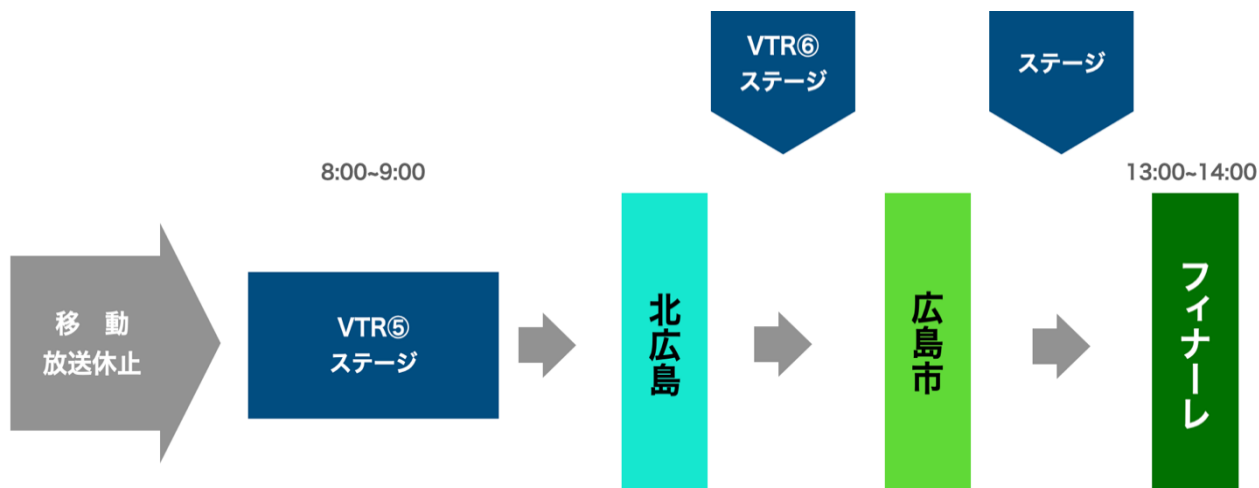 VTR⑥
ステージ
ステージ
8:00~9:00
13:00~14:00
移　動
放送休止
VTR⑤
ステージ
北広島
広島市
フィナーレ